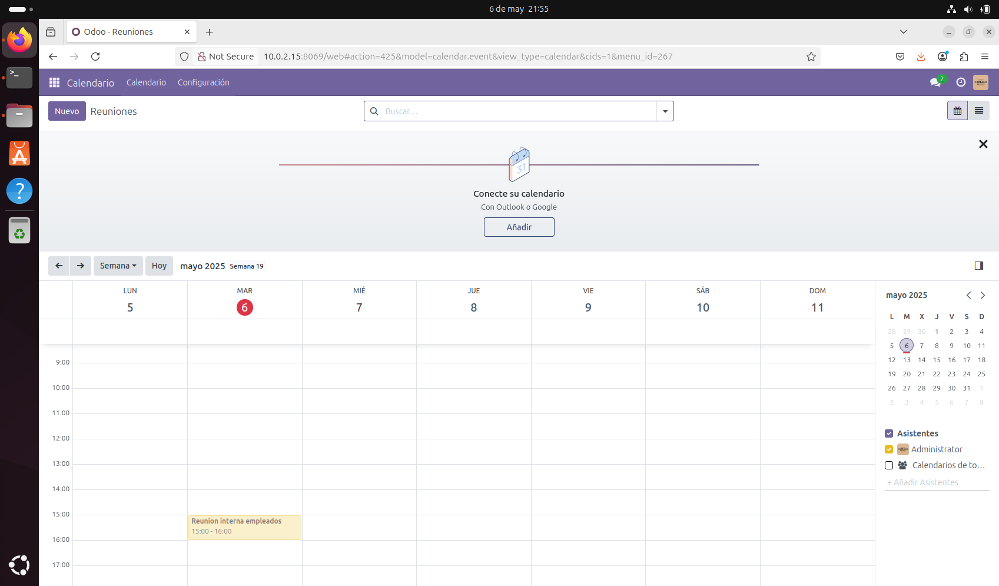 6 de may 21:55
Odoo - Reuniones
Not Secure 10.0.2.15:8069/web#action=425&model=calendar.event&view_type=calendar&cids=1&menu_id=267
Calendario Calendario Configuración 2
Nuevo Reuniones Buscar...
31
Conecte su calendario
Con Outlook o Google
Añadir
Semana Hoy mayo 2025 Semana 19
LUN MAR MIÉ JUE VIE SÁB DOM
5 6 7 8 9 10 11
9:00
10:00
11:00
12:00
13:00
14:00
15:00
Reunion interna empleados
15:00 - 16:00
16:00
17:00
mayo 2025
L M X J V S D
28 29 30 1 2 3 4
5 6 7 8 9 10 11
12 13 14 15 16 17 18
19 20 21 22 23 24 25
26 27 28 29 30 31 1
2 3 4 5 6 7 8
Asistentes
Administrator
Calendarios de to...
+ Añadir Asistentes